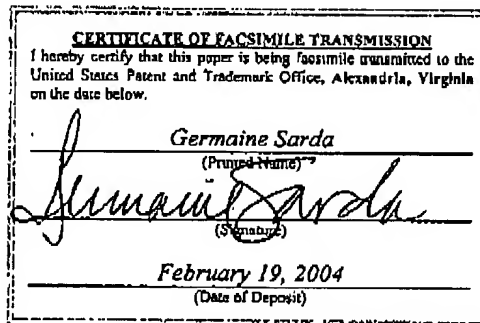 CERTIFICATE OF FACSIMILE TRANSMISSION
I hereby certify that this paper is being facsimile transmitted to the
United States Patent and Trademark Office, Alexandria, Virginia
on the date below.
Germaine Sarda
(Printed Name)
Germaine Sarda
(Signature)
February 19, 2004
(Date of Deposit)